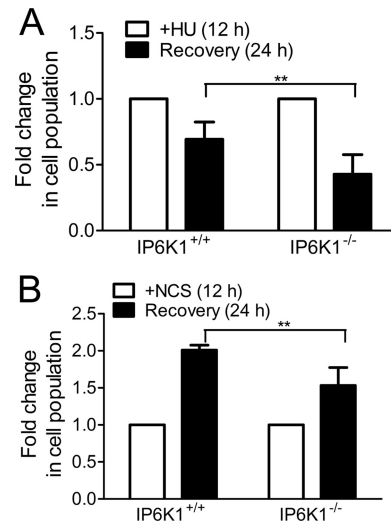 A
+HU (12 h)
Recovery (24 h)
**
Fold change
in cell population
1.5
1.0
0.5
0.0
IP6K1+/+ IP6K1-/-
B
+NCS (12 h)
Recovery (24 h)
**
Fold change
in cell population
2.5
2.0
1.5
1.0
0.5
0.0
IP6K1+/+ IP6K1-/-